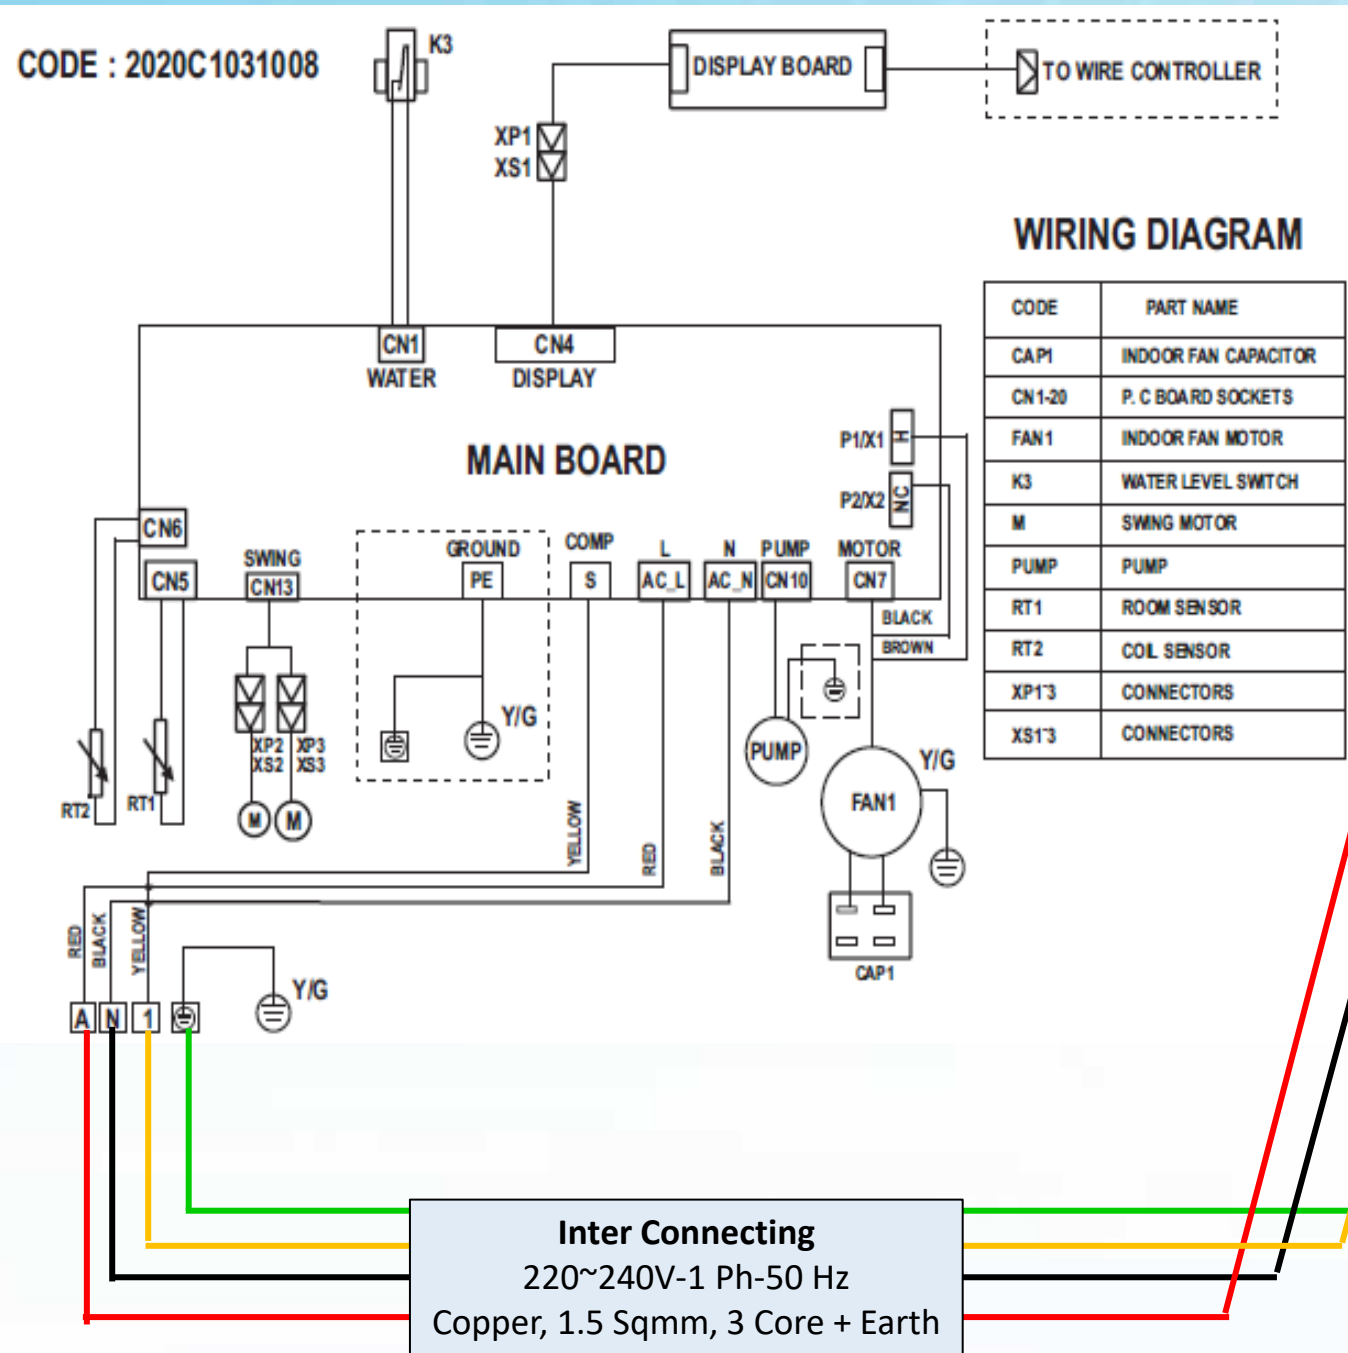 CODE : 2020C1031008
K3
DISPLAY BOARD
TO WIRE CONTROLLER
XP1
XS1
WIRING DIAGRAM
CODE PART NAME
CAP1 INDOOR FAN CAPACITOR
CN1-20 P. C BOARD SOCKETS
FAN1 INDOOR FAN MOTOR
K3 WATER LEVEL SWITCH
M SWING MOTOR
PUMP PUMP
RT1 ROOM SENSOR
RT2 COIL SENSOR
XP1~3 CONNECTORS
XS1~3 CONNECTORS
CN1
WATER
CN4
DISPLAY
MAIN BOARD
P1/X1 H
P2/X2 NC
CN6
CN5
SWING
CN13
GROUND
PE
COMP
S
L
AC_L
N
AC_N
PUMP
CN10
MOTOR
CN7
BLACK
BROWN
Y/G
XP2 XP3
XS2 XS3
RT2
RT1
M M
PUMP
FAN1
Y/G
CAP1
YELLOW
RED
BLACK
RED
BLACK
YELLOW
Y/G
A N 1
Inter Connecting
220~240V-1 Ph-50 Hz
Copper, 1.5 Sqmm, 3 Core + Earth